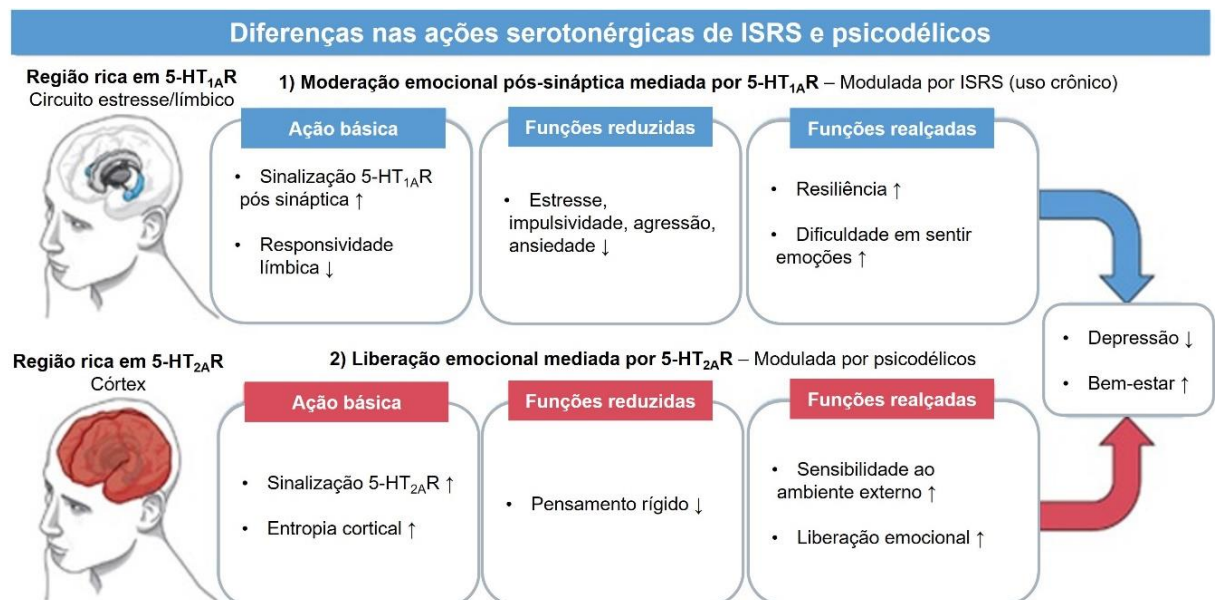 Diferenças nas ações serotonérgicas de ISRS e psicodélicos
Região rica em 5-HT1AR
Circuito estresse/límbico
1) Moderação emocional pós-sináptica mediada por 5-HT1AR – Modulada por ISRS (uso crônico)
Ação básica
• Sinalização 5-HT1AR
pós sináptica ↑
• Responsividade
límbica ↓
Funções reduzidas
• Estresse,
impulsividade, agressão,
ansiedade ↓
Funções realçadas
• Resiliência ↑
• Dificuldade em sentir
emoções ↑
Região rica em 5-HT2AR
Córtex
2) Liberação emocional mediada por 5-HT2AR – Modulada por psicodélicos
Ação básica
• Sinalização 5-HT2AR ↑
• Entropia cortical ↑
Funções reduzidas
• Pensamento rígido ↓
Funções realçadas
• Sensibilidade ao
ambiente externo ↑
• Liberação emocional ↑
• Depressão ↓
• Bem-estar ↑